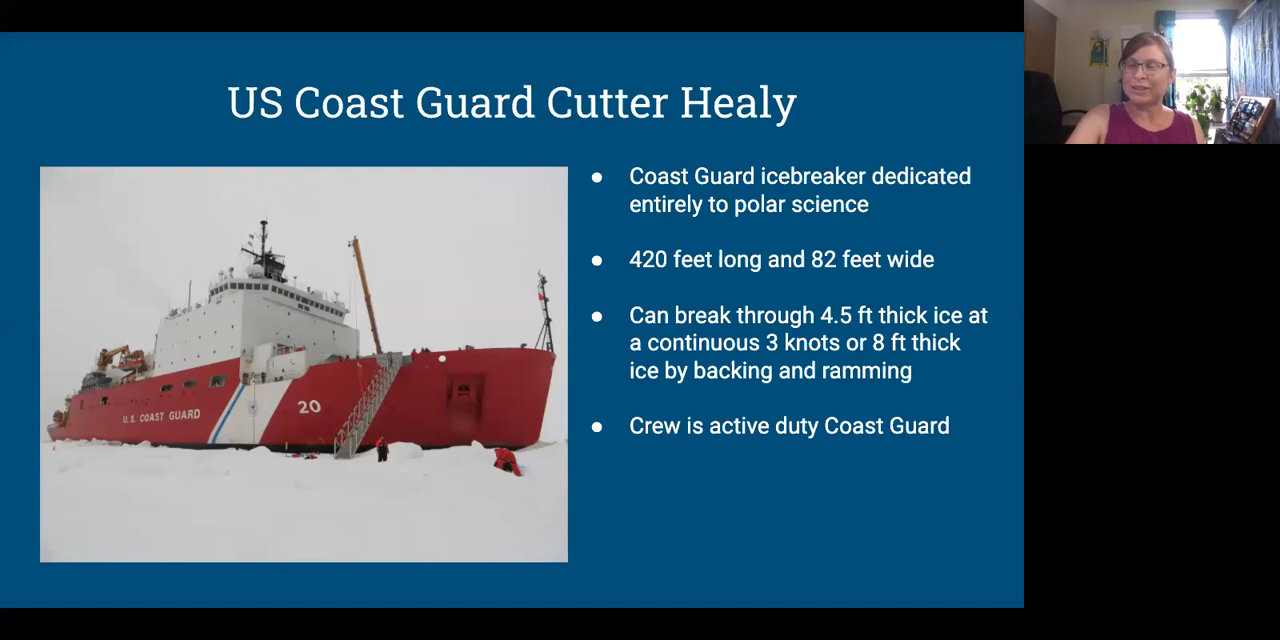 US Coast Guard Cutter Healy
● Coast Guard icebreaker dedicated
entirely to polar science
● 420 feet long and 82 feet wide
● Can break through 4.5 ft thick ice at
a continuous 3 knots or 8 ft thick
ice by backing and ramming
● Crew is active duty Coast Guard
U.S. COAST GUARD
20